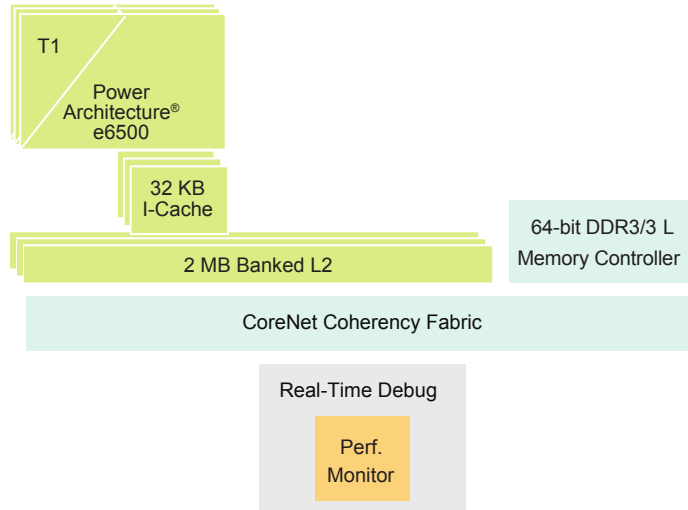 T1
Power
Architecture®
e6500
32 KB
I-Cache
2 MB Banked L2
64-bit DDR3/3 L
Memory Controller
CoreNet Coherency Fabric
Real-Time Debug
Perf.
Monitor